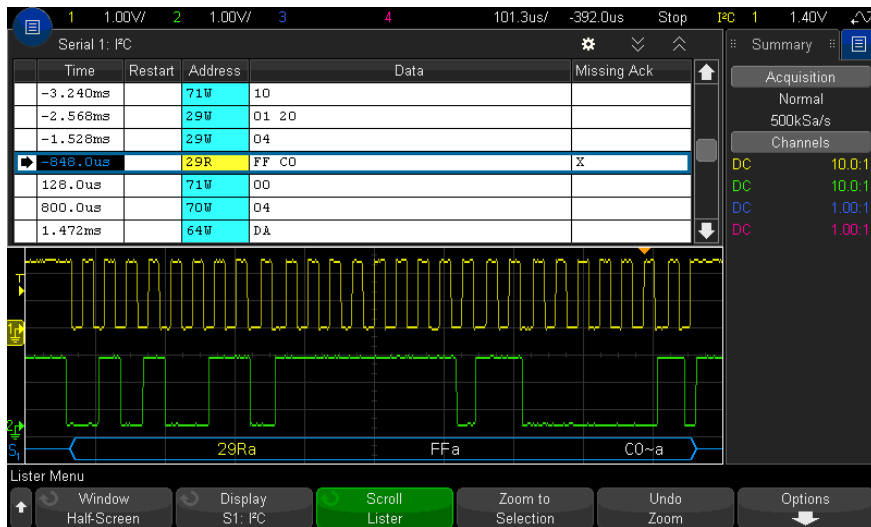 1 1.00V/ 2 1.00V/ 3 4 101.3us/ -392.0us Stop I²C 1 1.40V
Serial 1: I²C
Summary
Time Restart Address Data Missing Ack
-3.240ms 71W 10
-2.568ms 29W 01 20
-1.528ms 29W 04
-848.0us 29R FF C0 X
128.0us 71W 00
800.0us 70W 04
1.472ms 64W DA
Acquisition
Normal
500kSa/s
Channels
DC 10.0:1
DC 10.0:1
DC 1.00:1
DC 1.00:1
T
1
2
S1 29Ra FFa C0~a
Lister Menu
Window
Half-Screen
Display
S1: I²C
Scroll
Lister
Zoom to
Selection
Undo
Zoom
Options